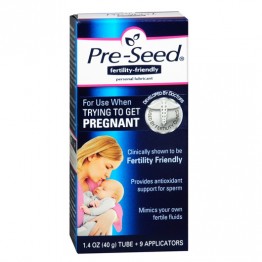 Pre-Seed®
fertility-friendly
personal lubricant
For Use When
TRYING TO GET
PREGNANT
DEVELOPED BY DOCTORS
Clinically shown to be
Fertility Friendly
Provides antioxidant
support for sperm
Mimics your own
fertile fluids
1.4 OZ (40 g) TUBE + 9 APPLICATORS